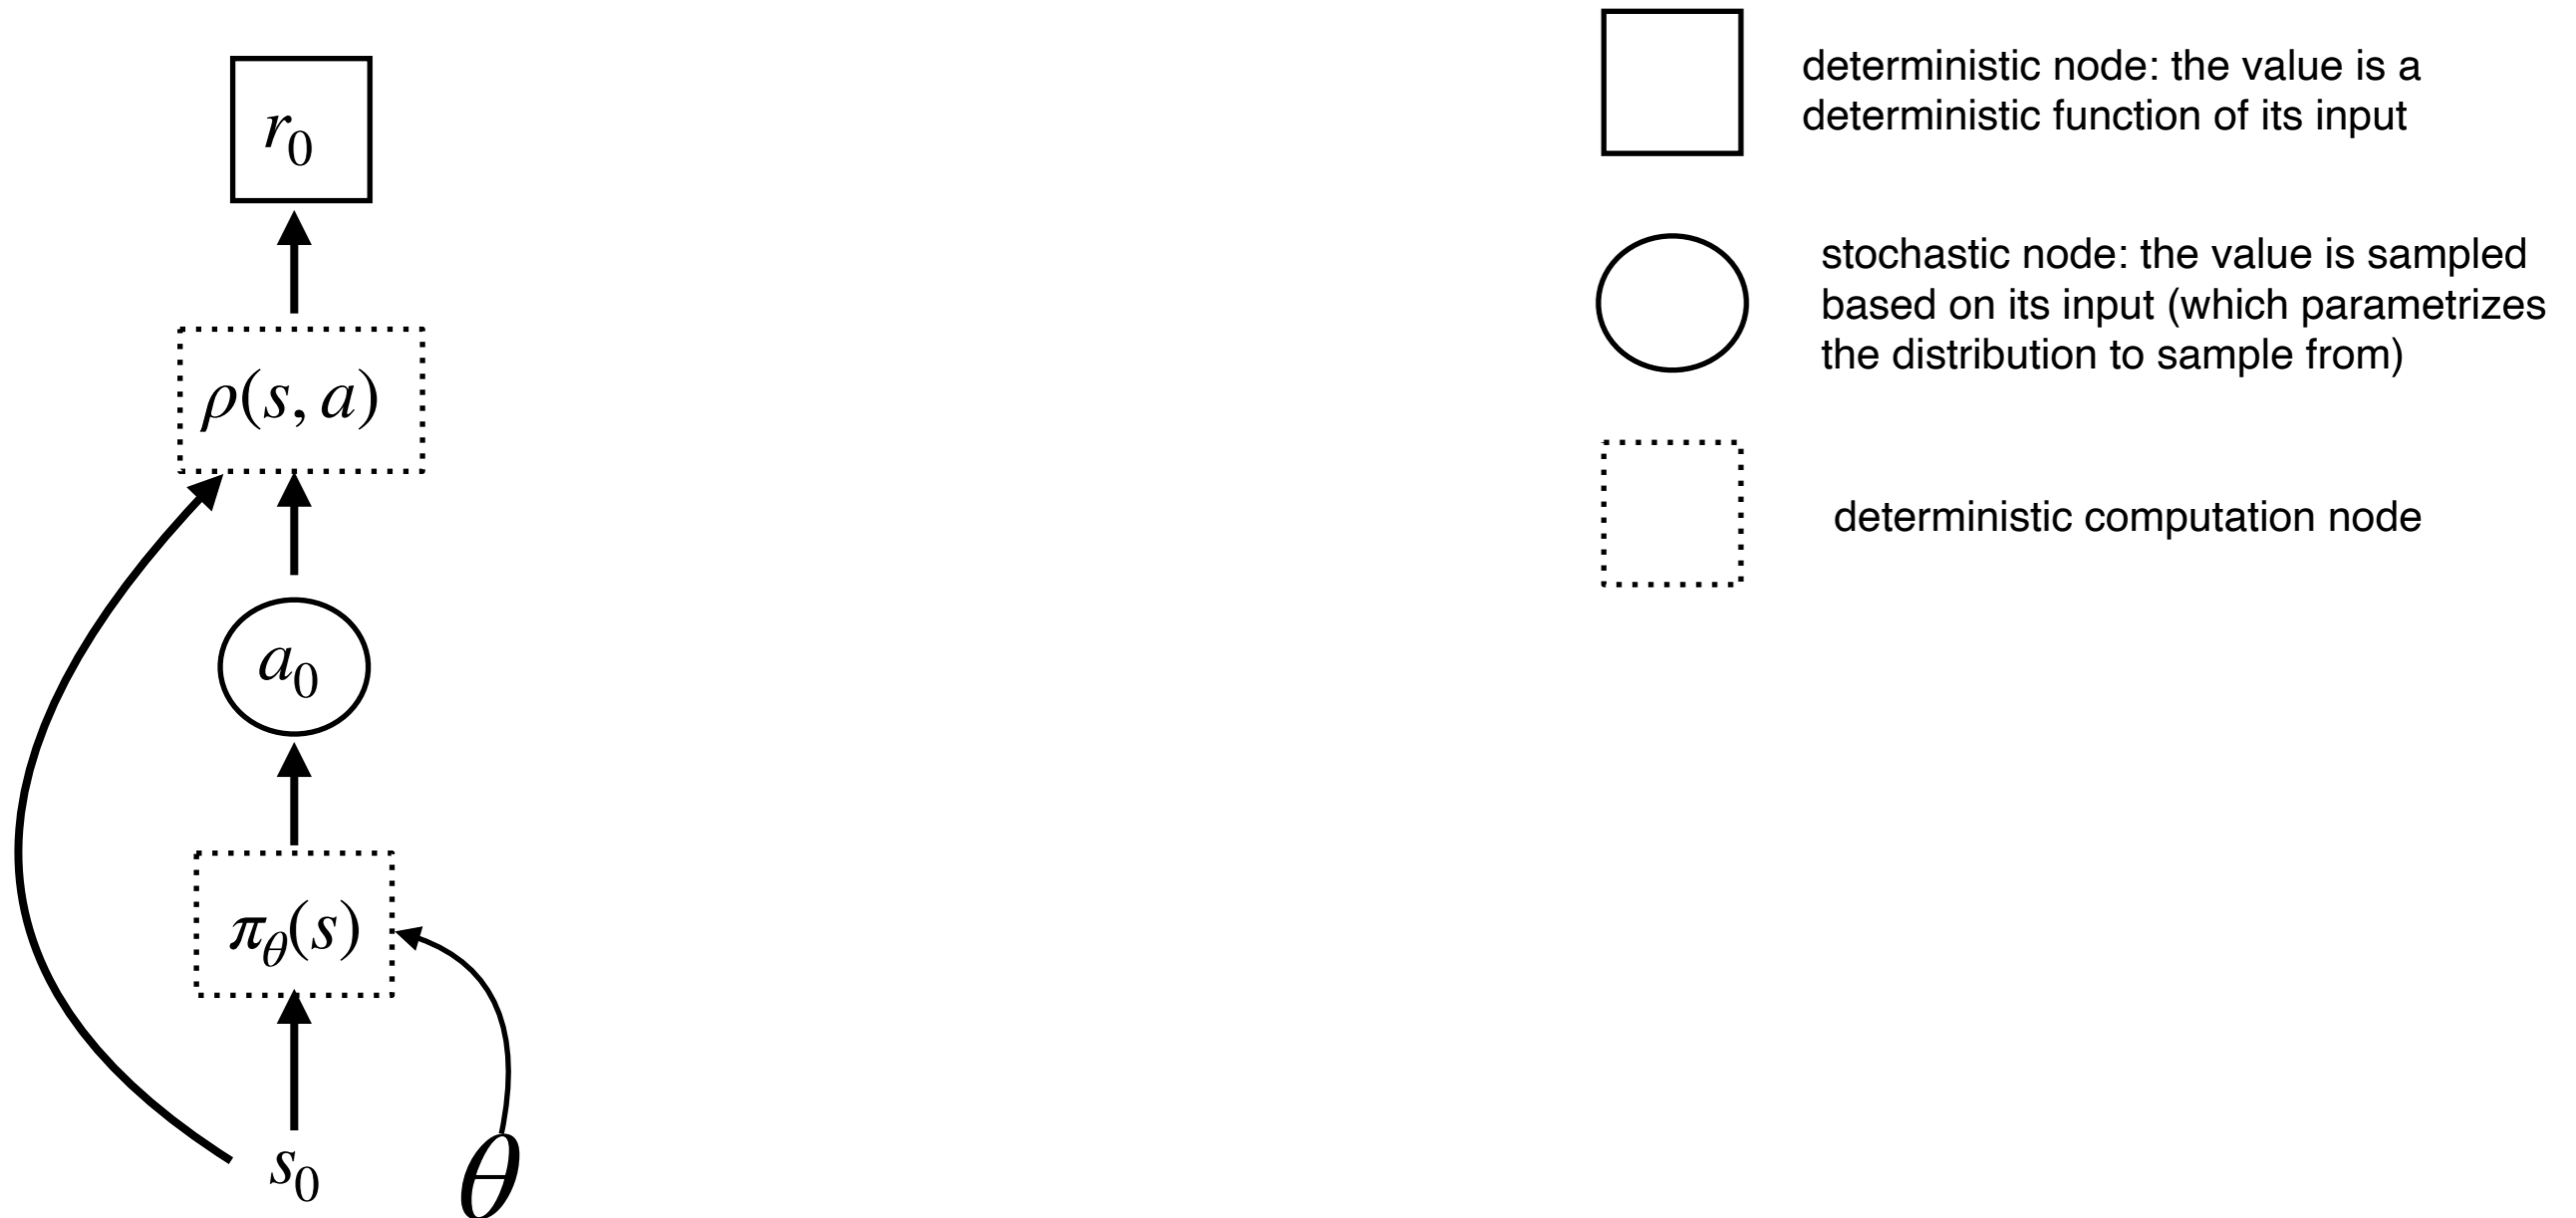 r₀
ρ(s, a)
a₀
π_θ(s)
s₀
θ
deterministic node: the value is a
deterministic function of its input
stochastic node: the value is sampled
based on its input (which parametrizes
the distribution to sample from)
deterministic computation node